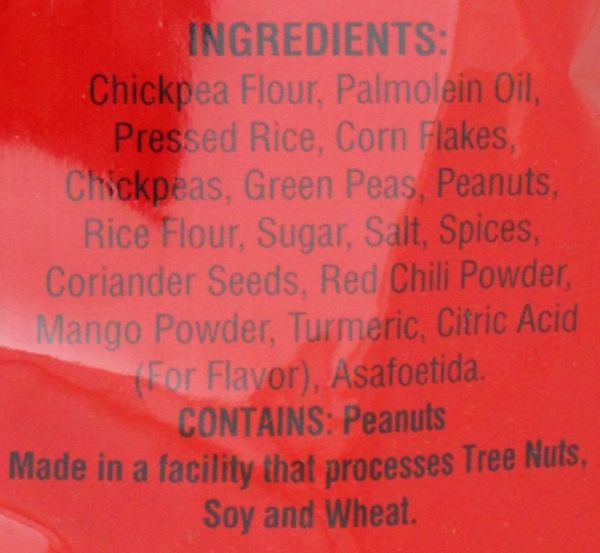 INGREDIENTS:
Chickpea Flour, Palmolein Oil,
Pressed Rice, Corn Flakes,
Chickpeas, Green Peas, Peanuts,
Rice Flour, Sugar, Salt, Spices,
Coriander Seeds, Red Chili Powder,
Mango Powder, Turmeric, Citric Acid
(For Flavor), Asafoetida.
CONTAINS: Peanuts
Made in a facility that processes Tree Nuts,
Soy and Wheat.